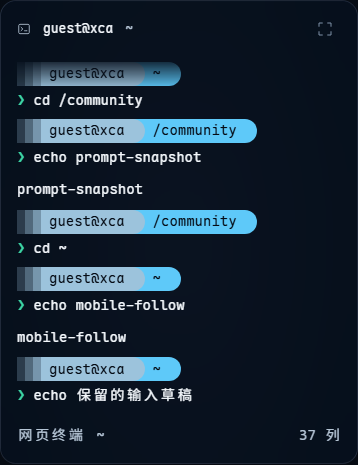 guest@xca ~
guest@xca ~
❯ cd /community
guest@xca /community
❯ echo prompt-snapshot
prompt-snapshot
guest@xca /community
❯ cd ~
guest@xca ~
❯ echo mobile-follow
mobile-follow
guest@xca ~
❯ echo 保留的输入草稿
网页终端 ~ 37 列